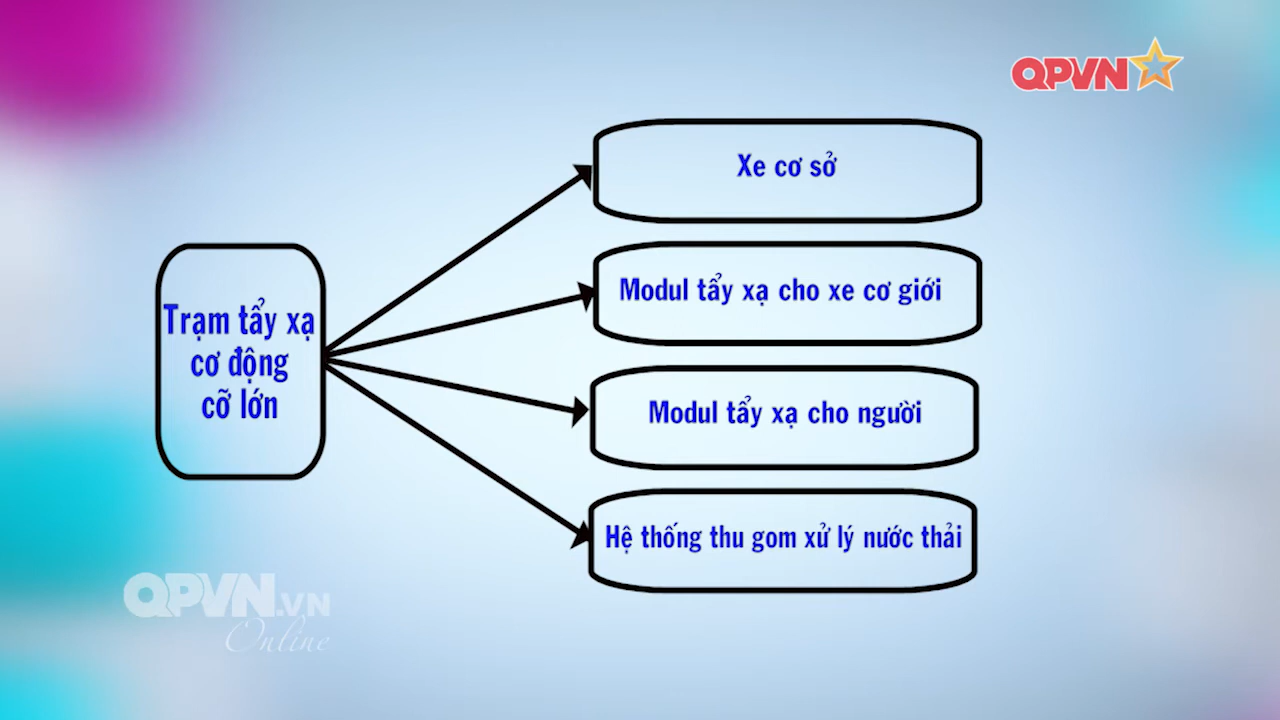 QPVN
Xe cơ sở
Modul tẩy xạ cho xe cơ giới
Trạm tẩy xạ
cơ động
cỡ lớn
Modul tẩy xạ cho người
Hệ thống thu gom xử lý nước thải
QPVN.VN
Online